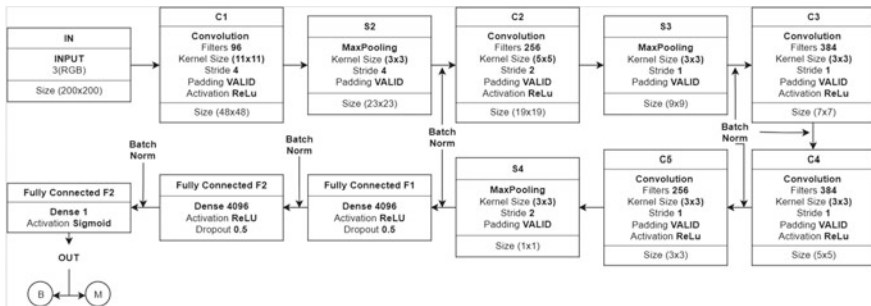 IN
INPUT
3(RGB)
Size (200x200)
C1
Convolution
Filters 96
Kernel Size (11x11)
Stride 4
Padding VALID
Activation ReLu
Size (48x48)
S2
MaxPooling
Kernel Size (3x3)
Stride 4
Padding VALID
Size (23x23)
C2
Convolution
Filters 256
Kernel Size (5x5)
Stride 2
Padding VALID
Activation ReLu
Size (19x19)
S3
MaxPooling
Kernel Size (3x3)
Stride 1
Padding VALID
Size (9x9)
C3
Convolution
Filters 384
Kernel Size (3x3)
Stride 1
Padding VALID
Activation ReLu
Size (7x7)
Batch
Norm
C4
Convolution
Filters 384
Kernel Size (3x3)
Stride 1
Padding VALID
Activation ReLu
Size (5x5)
C5
Convolution
Filters 256
Kernel Size (3x3)
Stride 1
Padding VALID
Activation ReLu
Size (3x3)
S4
MaxPooling
Kernel Size (3x3)
Stride 2
Padding VALID
Size (1x1)
Batch
Norm
Fully Connected F1
Dense 4096
Activation ReLU
Dropout 0.5
Batch
Norm
Fully Connected F2
Dense 4096
Activation ReLU
Dropout 0.5
Batch
Norm
Fully Connected F2
Dense 1
Activation Sigmoid
OUT
B
M